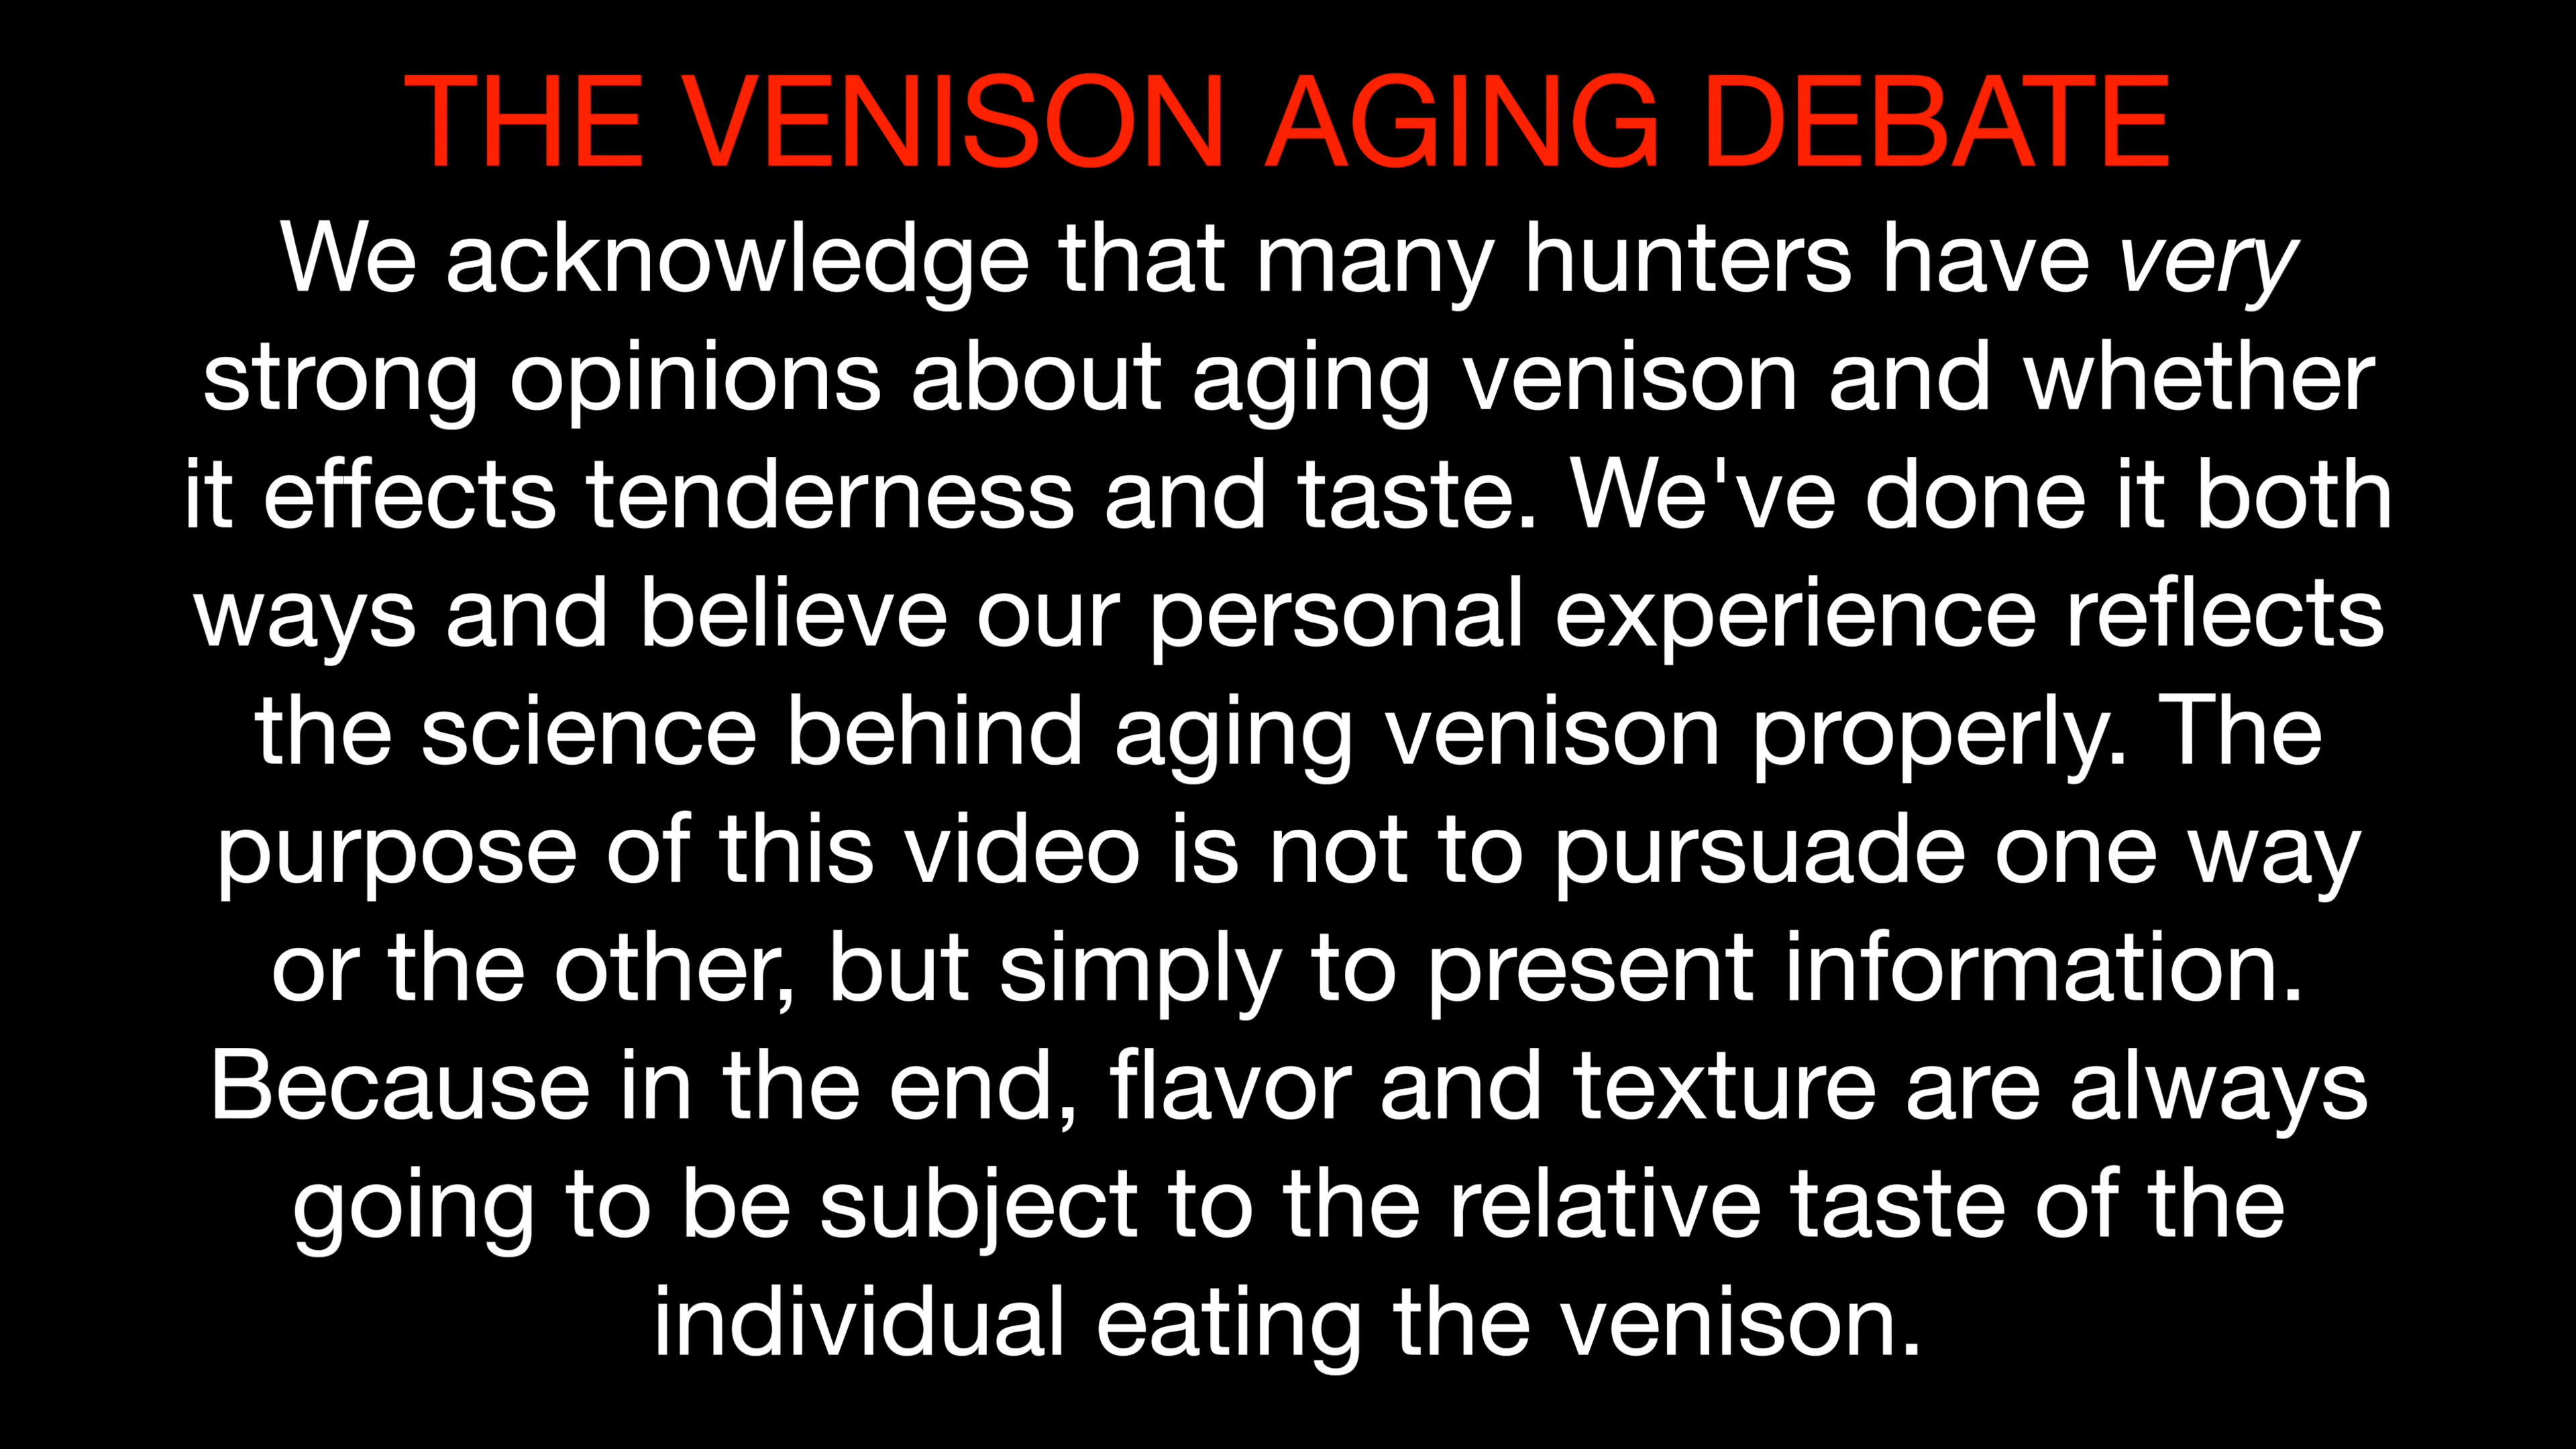 THE VENISON AGING DEBATE
We acknowledge that many hunters have very
strong opinions about aging venison and whether
it effects tenderness and taste. We've done it both
ways and believe our personal experience reflects
the science behind aging venison properly. The
purpose of this video is not to pursuade one way
or the other, but simply to present information.
Because in the end, flavor and texture are always
going to be subject to the relative taste of the
individual eating the venison.